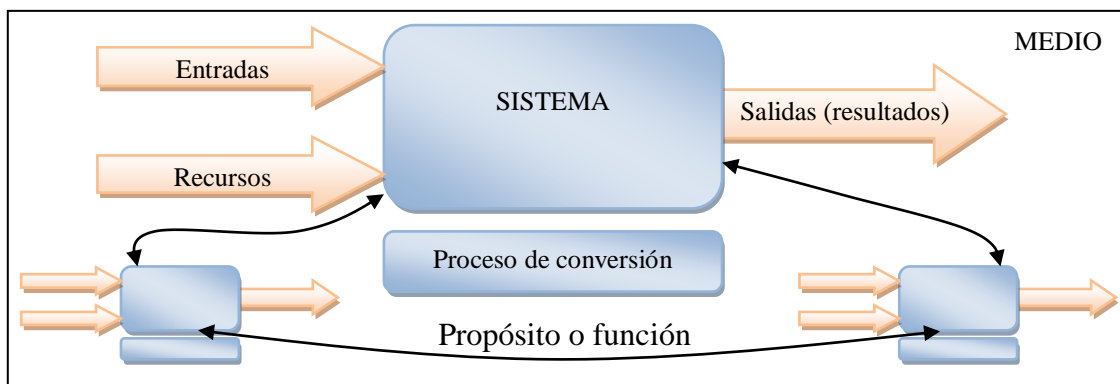 MEDIO
Entradas
SISTEMA
Salidas (resultados)
Recursos
Proceso de conversión
Propósito o función